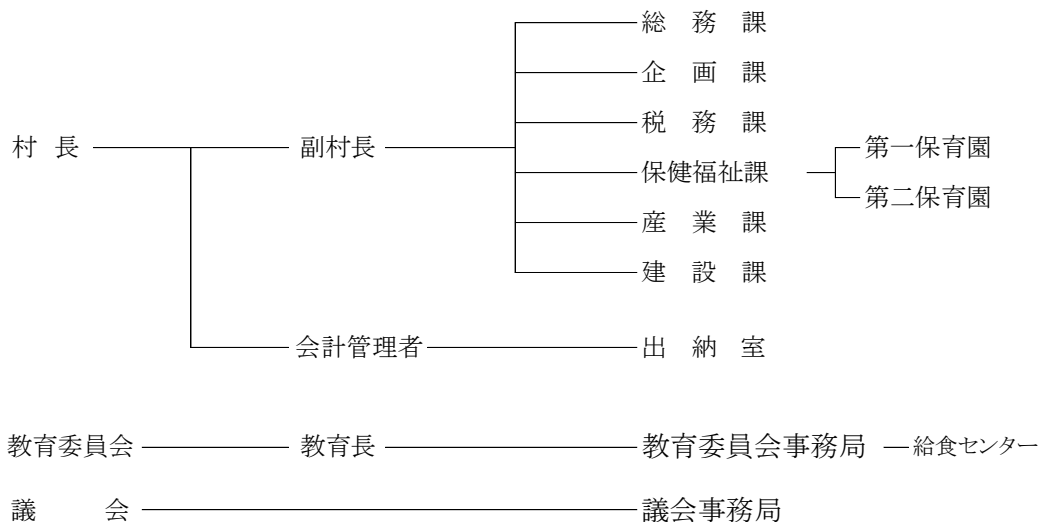 総　務　課
企　画　課
税　務　課
村　長　副村長　第一保育園
保健福祉課
第二保育園
産　業　課
建　設　課
会計管理者　出　納　室
教育委員会　教育長　教育委員会事務局　給食センター
議　　会　議会事務局